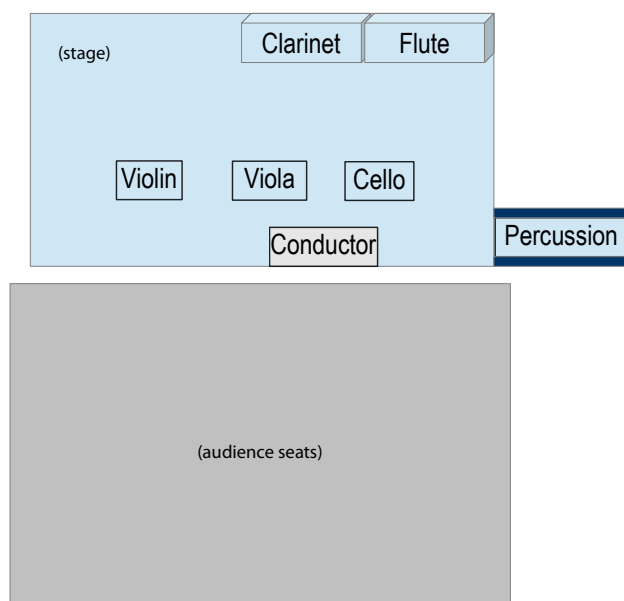 Clarinet
Flute
(stage)
Violin
Viola
Cello
Percussion
Conductor
(audience seats)